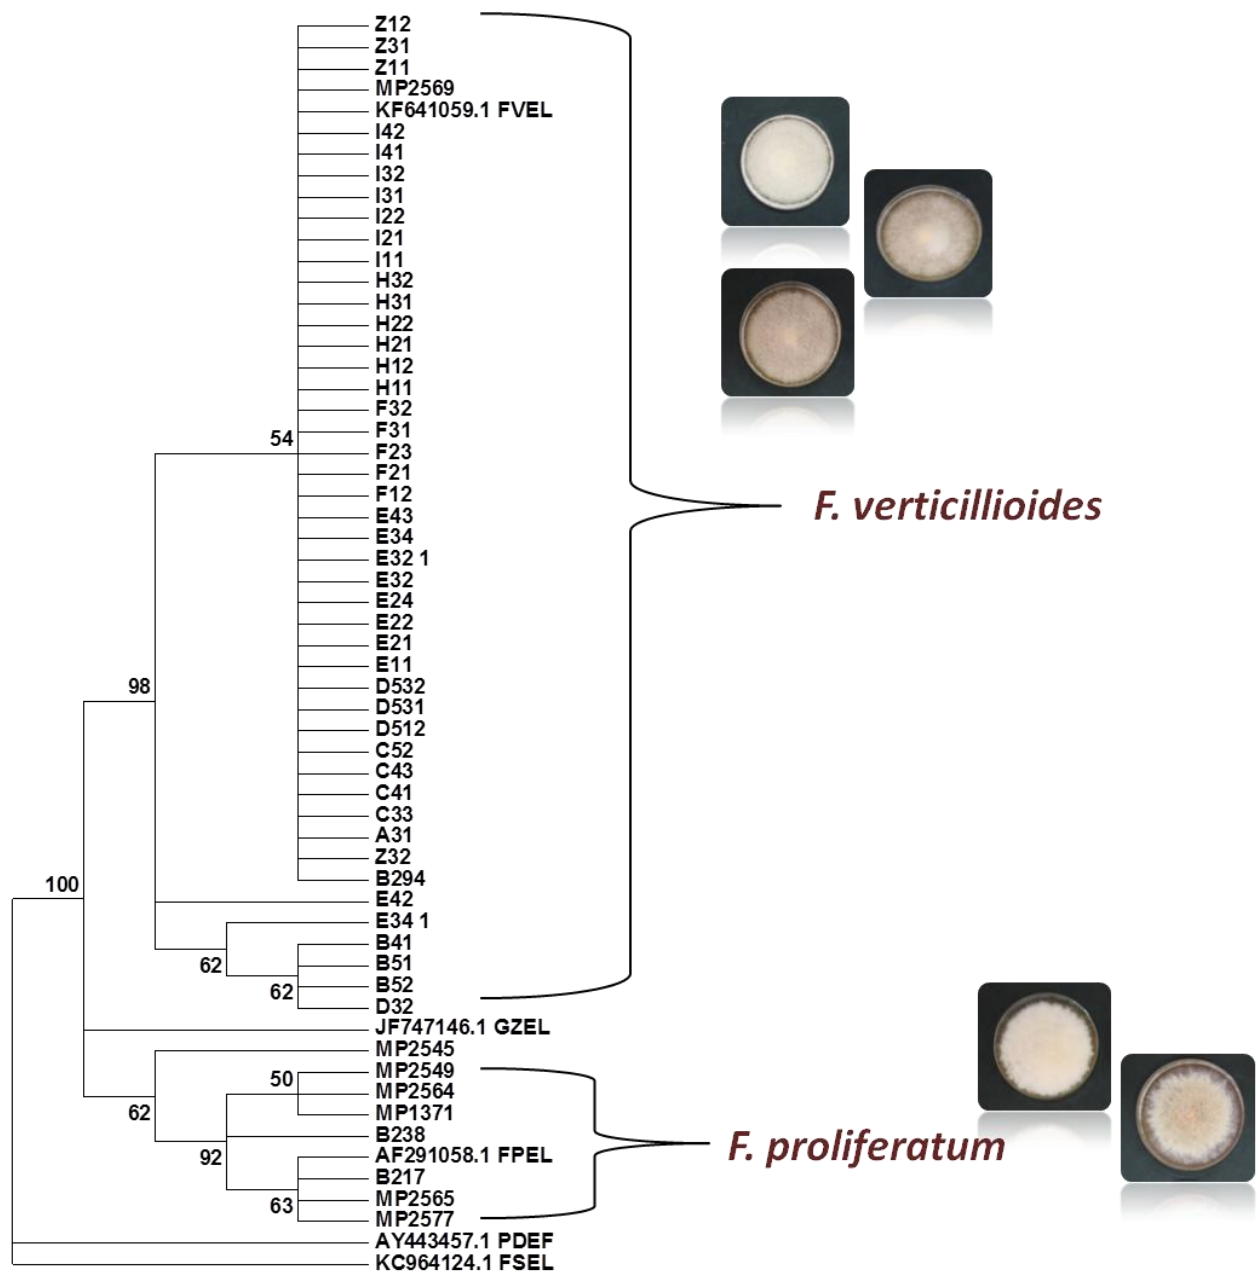 Z12
Z31
Z11
MP2569
KF641059.1 FVEL
I42
I41
I32
I31
I22
I21
I11
H32
H31
H22
H21
H12
H11
F32
F31
54
F23
F21
F12
F. verticillioides
E43
E34
E32 1
E32
E24
E22
E21
E11
98
D532
D531
D512
C52
C43
C41
C33
A31
Z32
B294
100
E42
E34 1
B41
62
B51
B52
62
D32
JF747146.1 GZEL
MP2545
MP2549
50
MP2564
62
MP1371
B238
F. proliferatum
92
AF291058.1 FPEL
B217
MP2565
63
MP2577
AY443457.1 PDEF
KC964124.1 FSEL